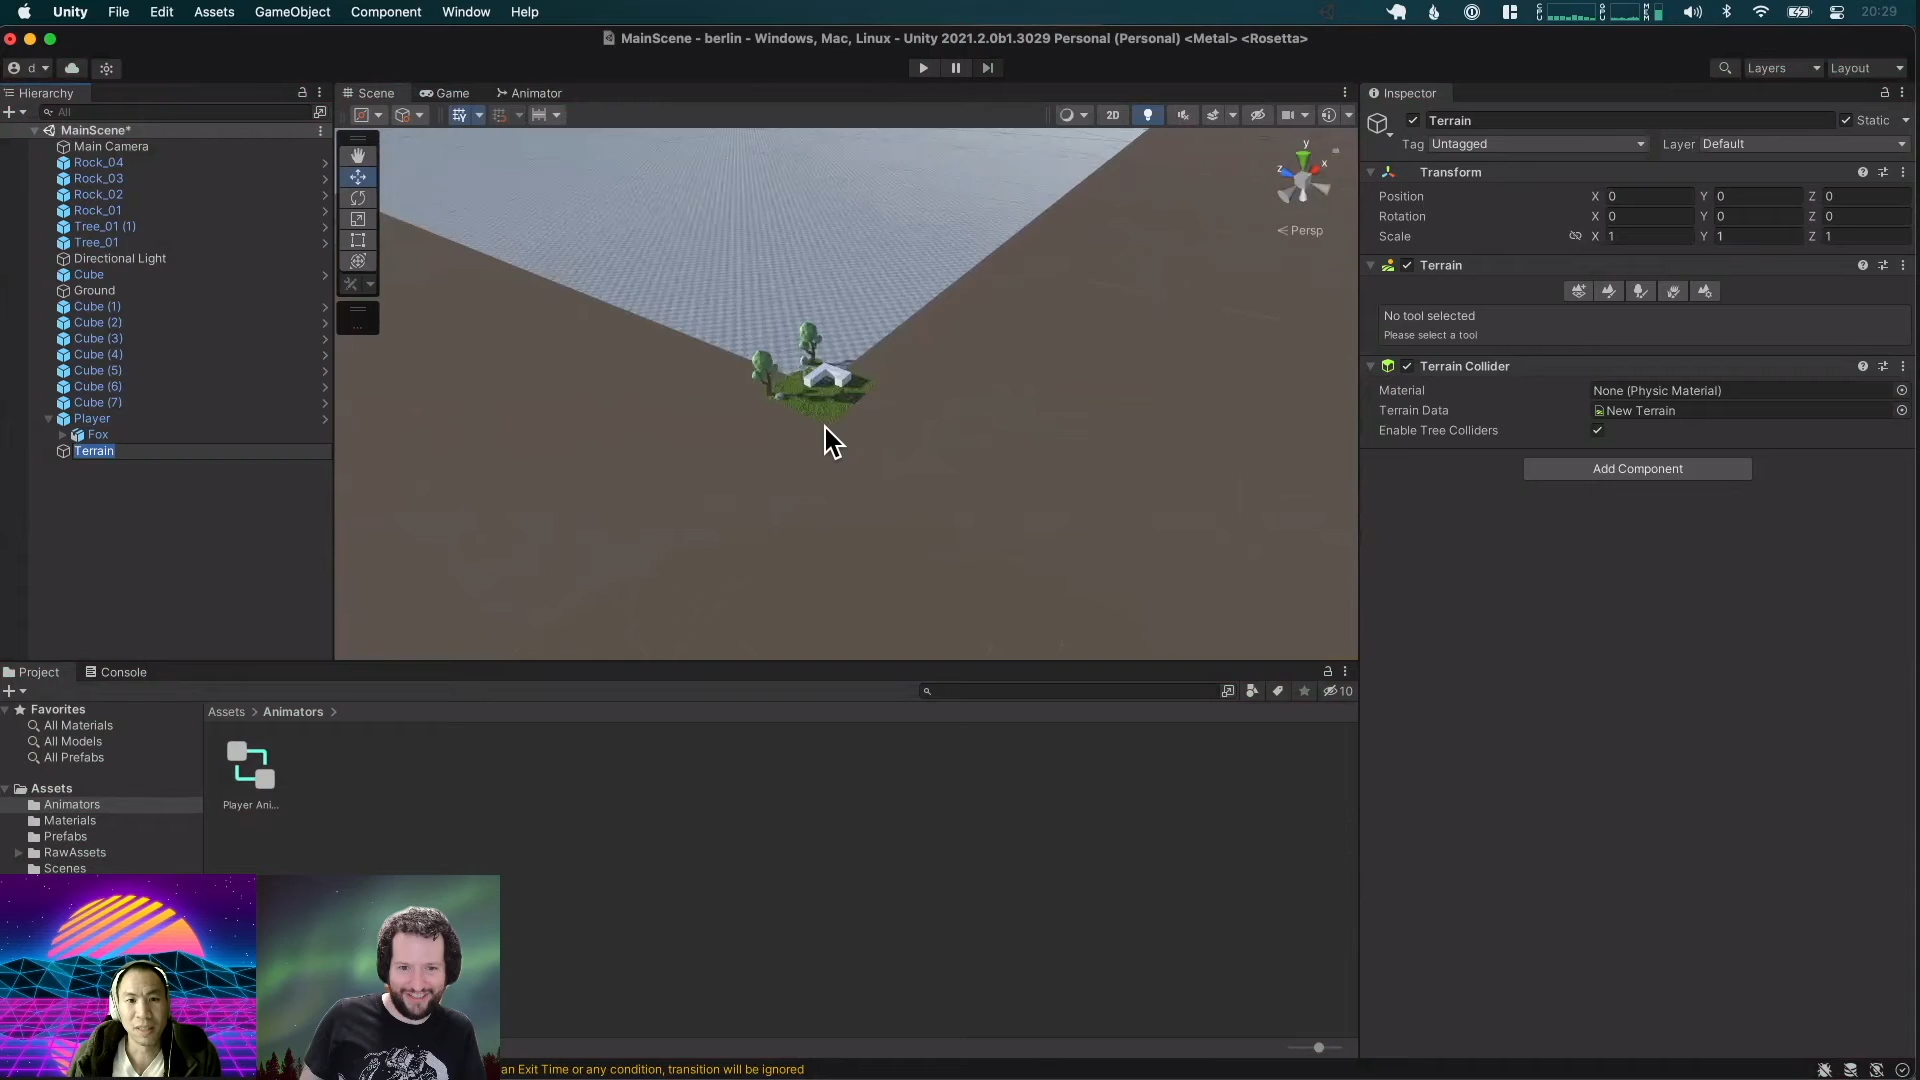 Unity File Edit Assets GameObject Component Window Help 20:29
MainScene - berlin - Windows, Mac, Linux - Unity 2021.2.0b1.3029 Personal (Personal) <Metal> <Rosetta>
d Layers Layout
Hierarchy
All
MainScene*
Main Camera
Rock_04
Rock_03
Rock_02
Rock_01
Tree_01 (1)
Tree_01
Directional Light
Cube
Ground
Cube (1)
Cube (2)
Cube (3)
Cube (4)
Cube (5)
Cube (6)
Cube (7)
Player
Fox
Terrain
Scene Game Animator
2D
y
x
z
Persp
Inspector
Terrain Static
Tag Untagged Layer Default
Transform
Position X 0 Y 0 Z 0
Rotation X 0 Y 0 Z 0
Scale X 1 Y 1 Z 1
Terrain
No tool selected
Please select a tool
Terrain Collider
Material None (Physic Material)
Terrain Data New Terrain
Enable Tree Colliders
Add Component
Project Console
10
Favorites
All Materials
All Models
All Prefabs
Assets
Animators
Materials
Prefabs
RawAssets
Scenes
Assets > Animators >
Player Ani...
an Exit Time or any condition, transition will be ignored